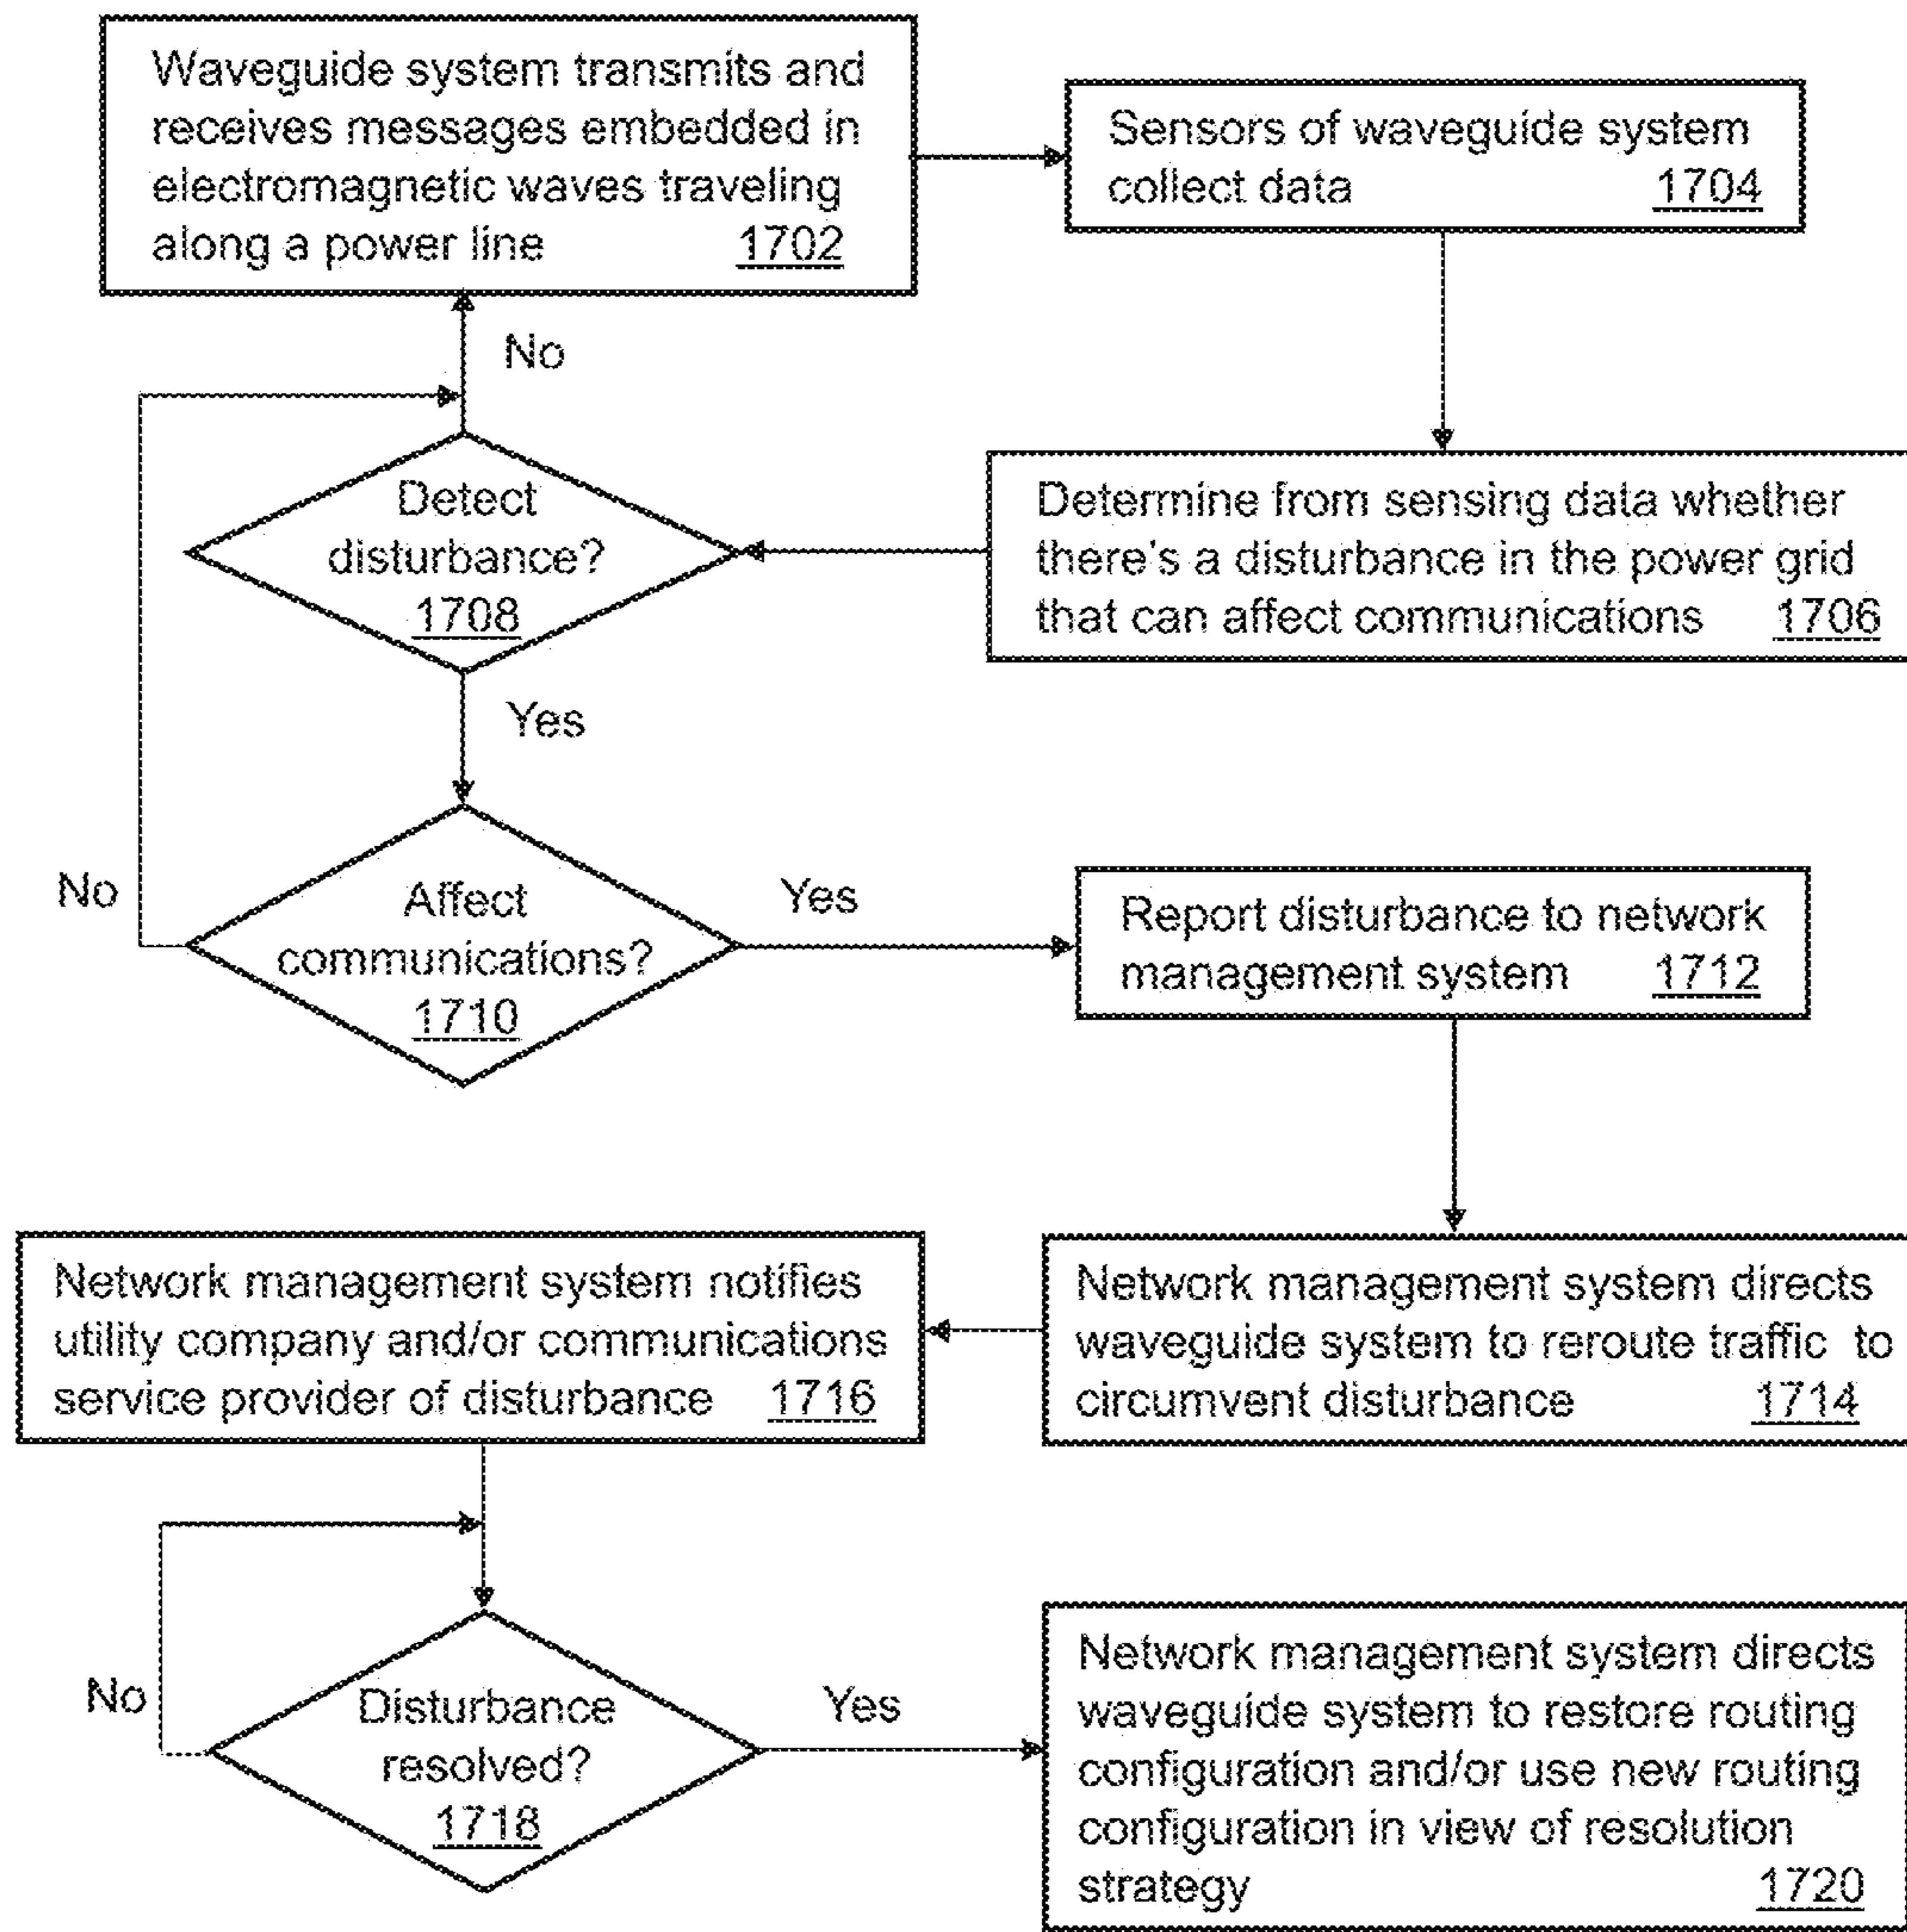 Waveguide system transmits and
receives messages embedded in
electromagnetic waves traveling
along a power line 1702
Sensors of waveguide system
collect data 1704
No
Detect
disturbance?
1708
Determine from sensing data whether
there's a disturbance in the power grid
that can affect communications 1706
Yes
No
Affect
communications?
1710
Yes
Report disturbance to network
management system 1712
Network management system notifies
utility company and/or communications
service provider of disturbance 1716
Network management system directs
waveguide system to reroute traffic to
circumvent disturbance 1714
No
Disturbance
resolved?
1718
Yes
Network management system directs
waveguide system to restore routing
configuration and/or use new routing
configuration in view of resolution
strategy 1720